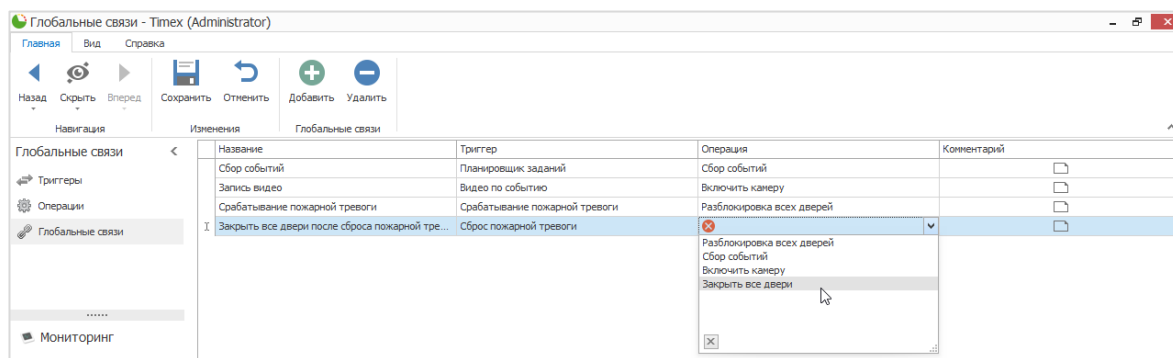 Глобальные связи - Timex (Administrator)
Главная Вид Справка
Назад Скрыть Вперед Сохранить Отменить Добавить Удалить
Навигация Изменения Глобальные связи
Глобальные связи
Триггеры
Операции
Глобальные связи
Мониторинг
Название Триггер Операция Комментарий
Сбор событий Планировщик заданий Сбор событий
Запись видео Видео по событию Включить камеру
Срабатывание пожарной тревоги Срабатывание пожарной тревоги Разблокировка всех дверей
Закрыть все двери после сброса пожарной тре... Сброс пожарной тревоги
Разблокировка всех дверей
Сбор событий
Включить камеру
Закрыть все двери